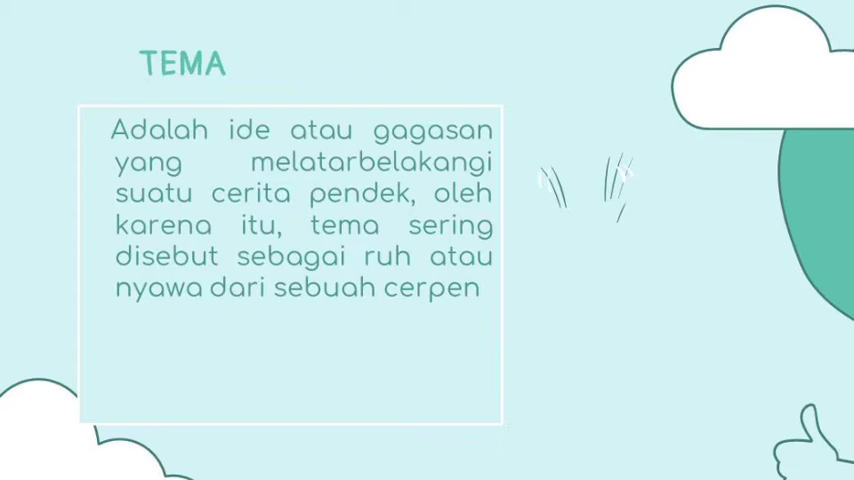 TEMA
Adalah ide atau gagasan
yang melatarbelakangi
suatu cerita pendek, oleh
karena itu, tema sering
disebut sebagai ruh atau
nyawa dari sebuah cerpen